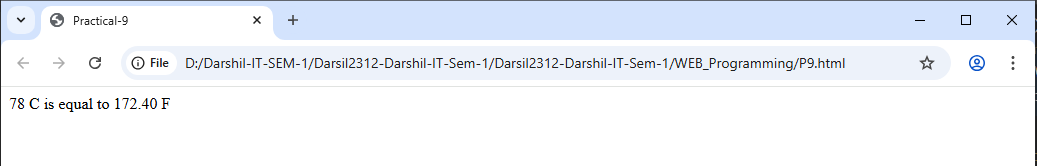 Practical-9
File D:/Darshil-IT-SEM-1/Darsil2312-Darshil-IT-Sem-1/Darsil2312-Darshil-IT-Sem-1/WEB_Programming/P9.html
78 C is equal to 172.40 F